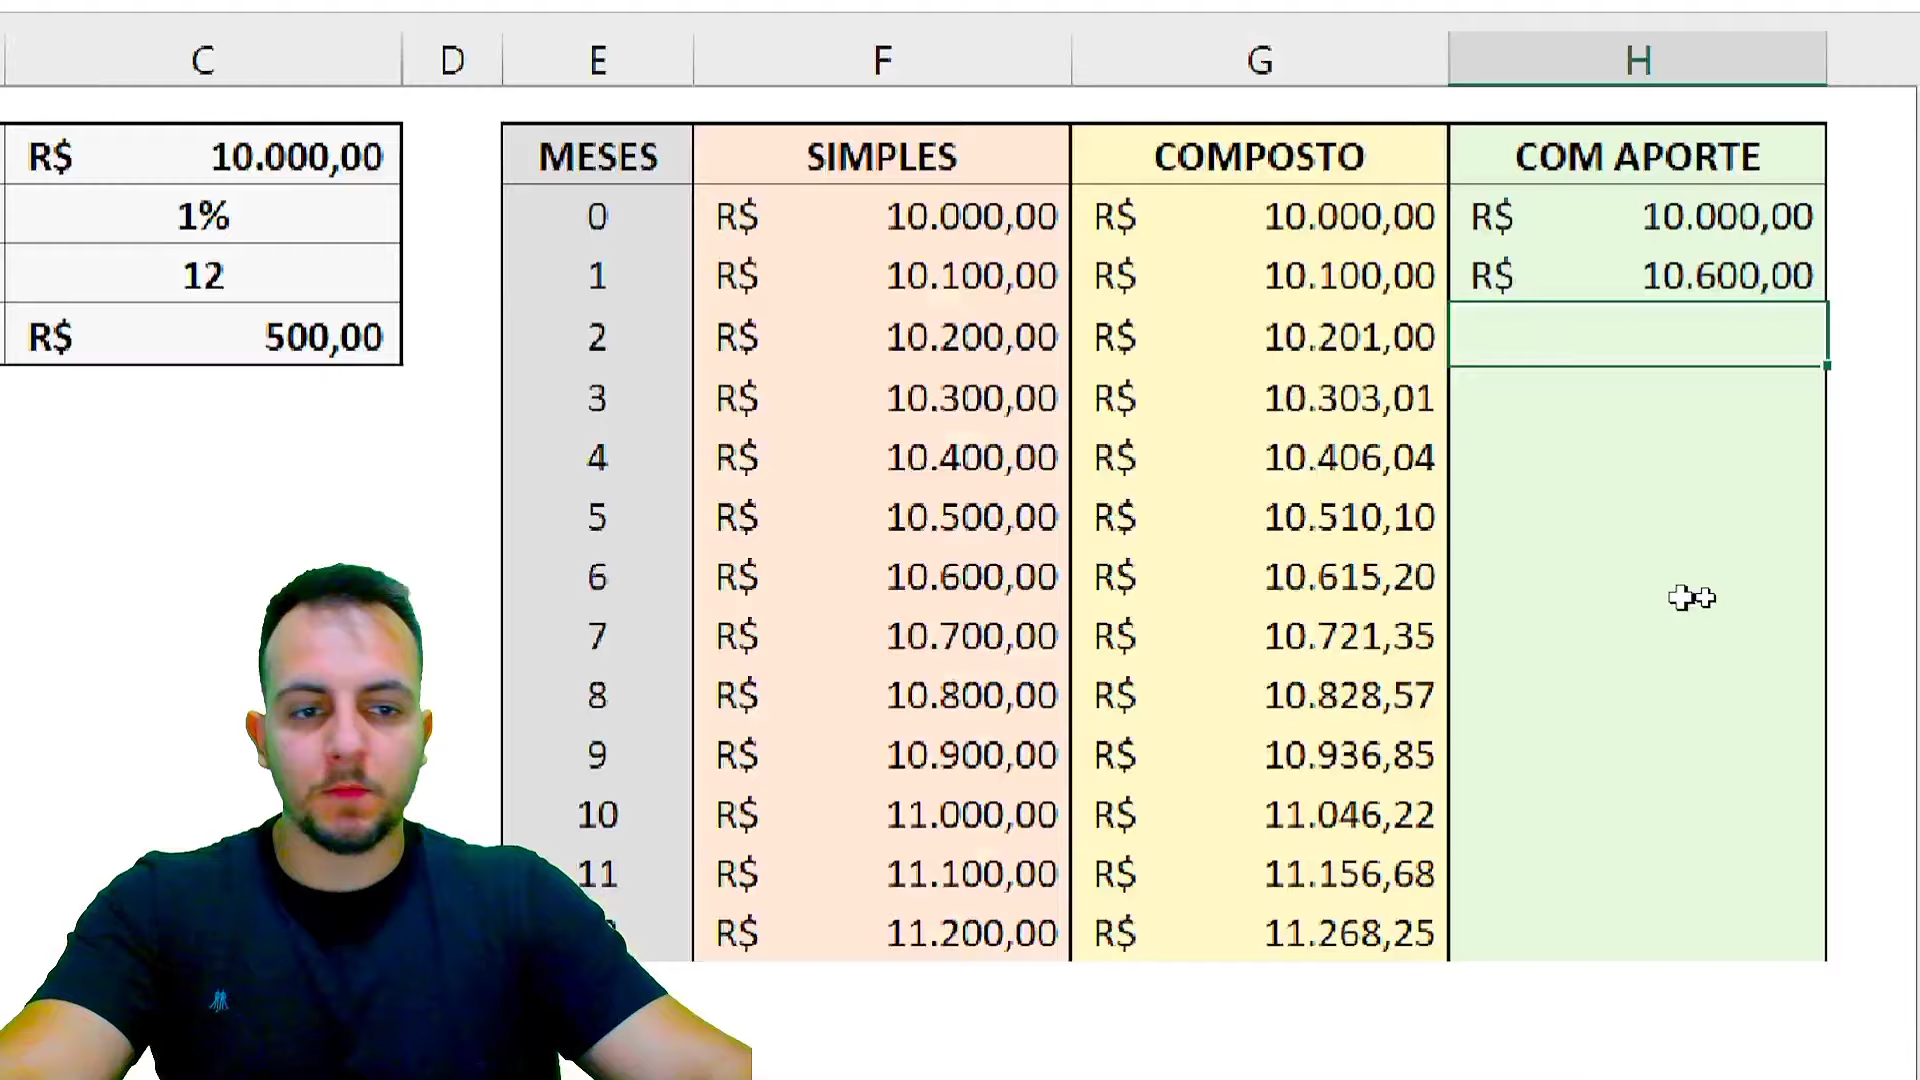 C D E F G H
R$ 10.000,00 MESES SIMPLES COMPOSTO COM APORTE
1% 0 R$ 10.000,00 R$ 10.000,00 R$ 10.000,00
12 1 R$ 10.100,00 R$ 10.100,00 R$ 10.600,00
R$ 500,00 2 R$ 10.200,00 R$ 10.201,00
3 R$ 10.300,00 R$ 10.303,01
4 R$ 10.400,00 R$ 10.406,04
5 R$ 10.500,00 R$ 10.510,10
6 R$ 10.600,00 R$ 10.615,20
7 R$ 10.700,00 R$ 10.721,35
8 R$ 10.800,00 R$ 10.828,57
9 R$ 10.900,00 R$ 10.936,85
10 R$ 11.000,00 R$ 11.046,22
11 R$ 11.100,00 R$ 11.156,68
R$ 11.200,00 R$ 11.268,25